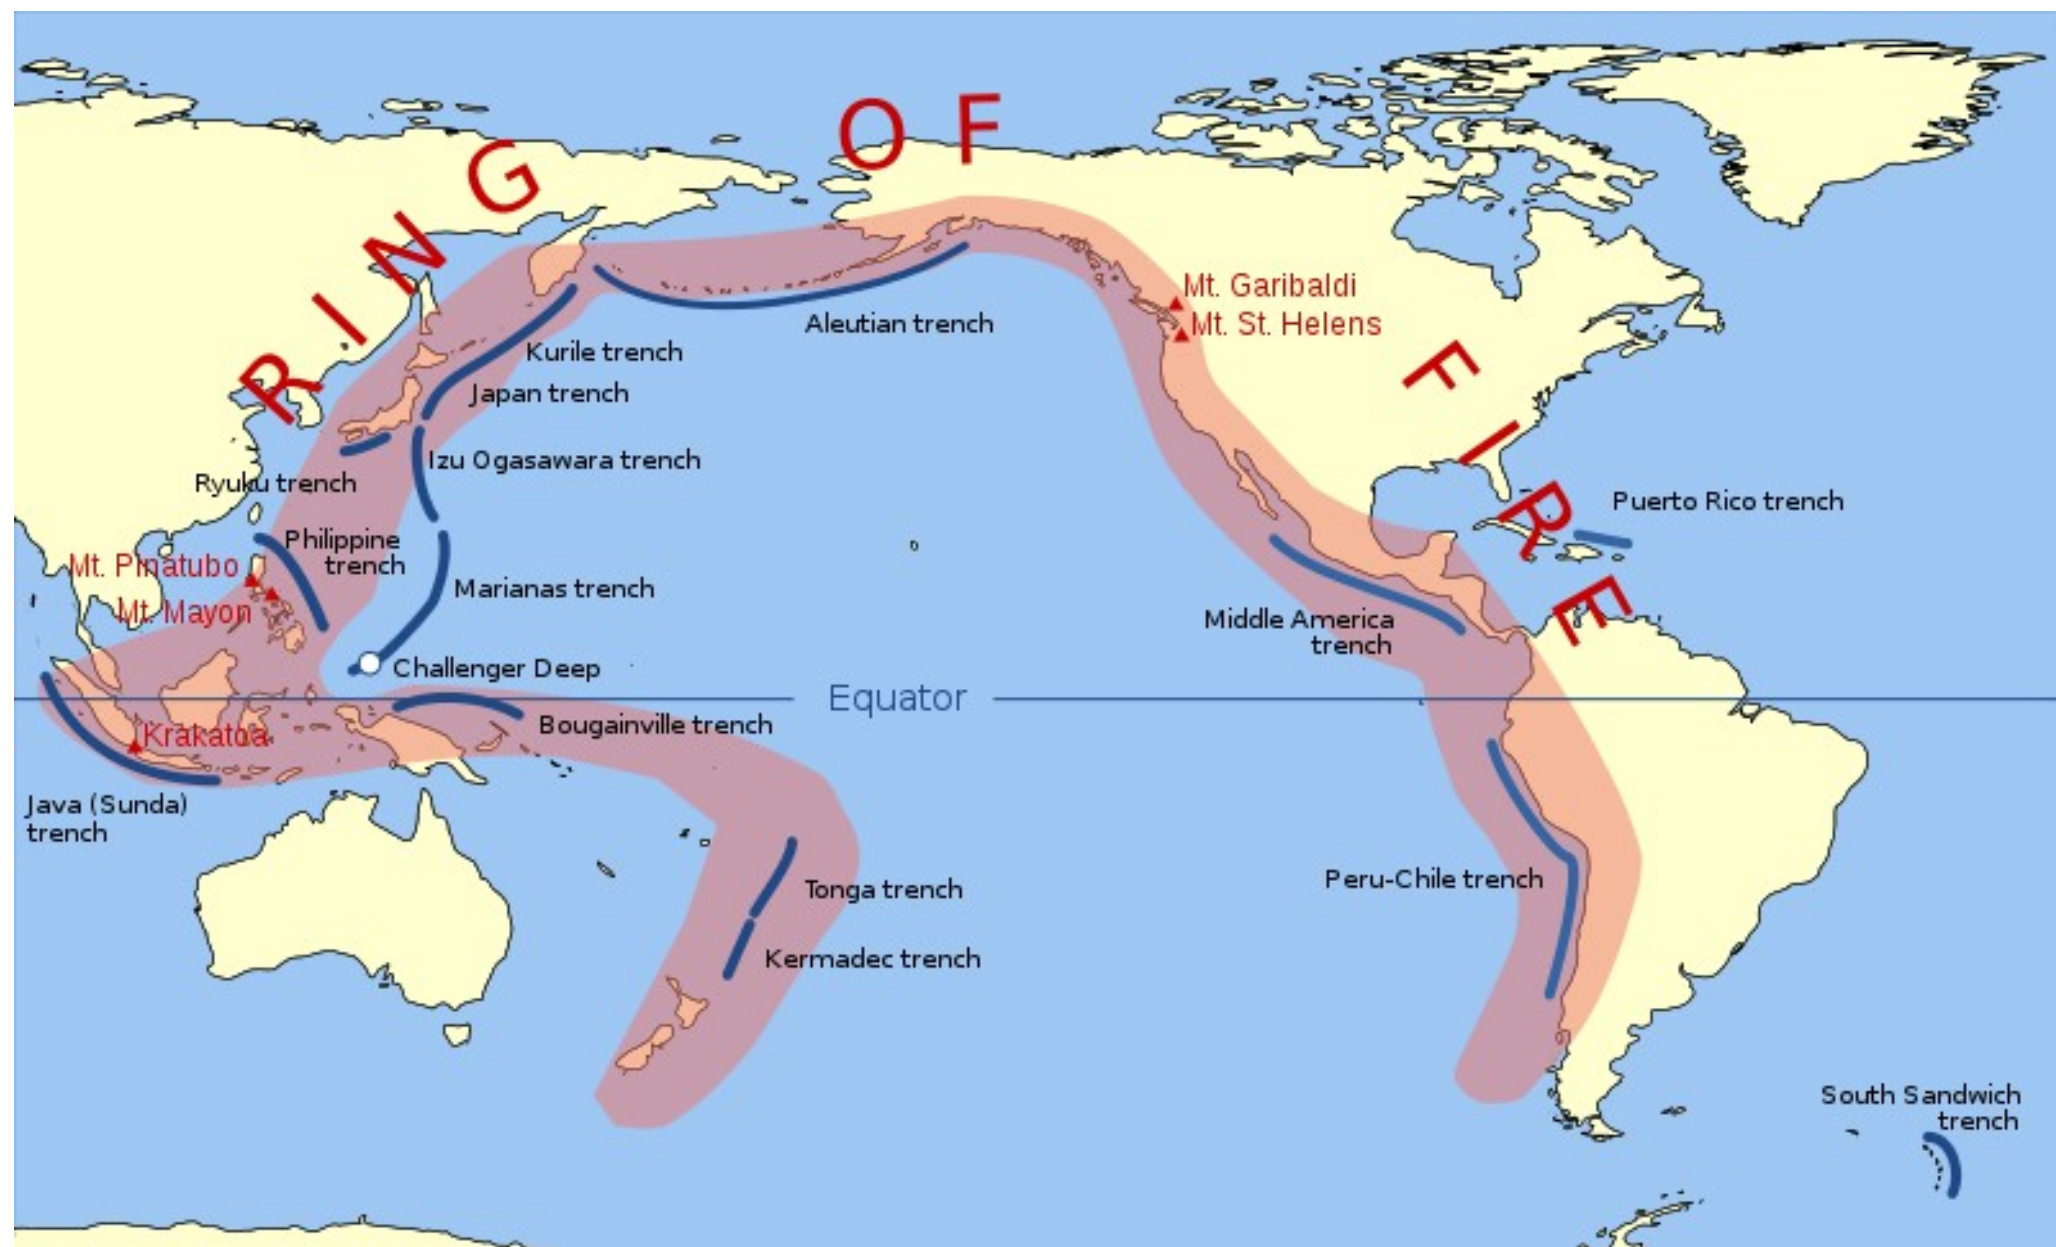 RING OF FIRE
Mt. Garibaldi
Mt. St. Helens
Aleutian trench
Kurile trench
Japan trench
Izu Ogasawara trench
Ryuku trench
Puerto Rico trench
Philippine
trench
Mt. Pinatubo
Mt. Mayon
Marianas trench
Middle America
trench
Challenger Deep
Equator
Bougainville trench
Krakatoa
Java (Sunda)
trench
Peru-Chile trench
Tonga trench
Kermadec trench
South Sandwich
trench